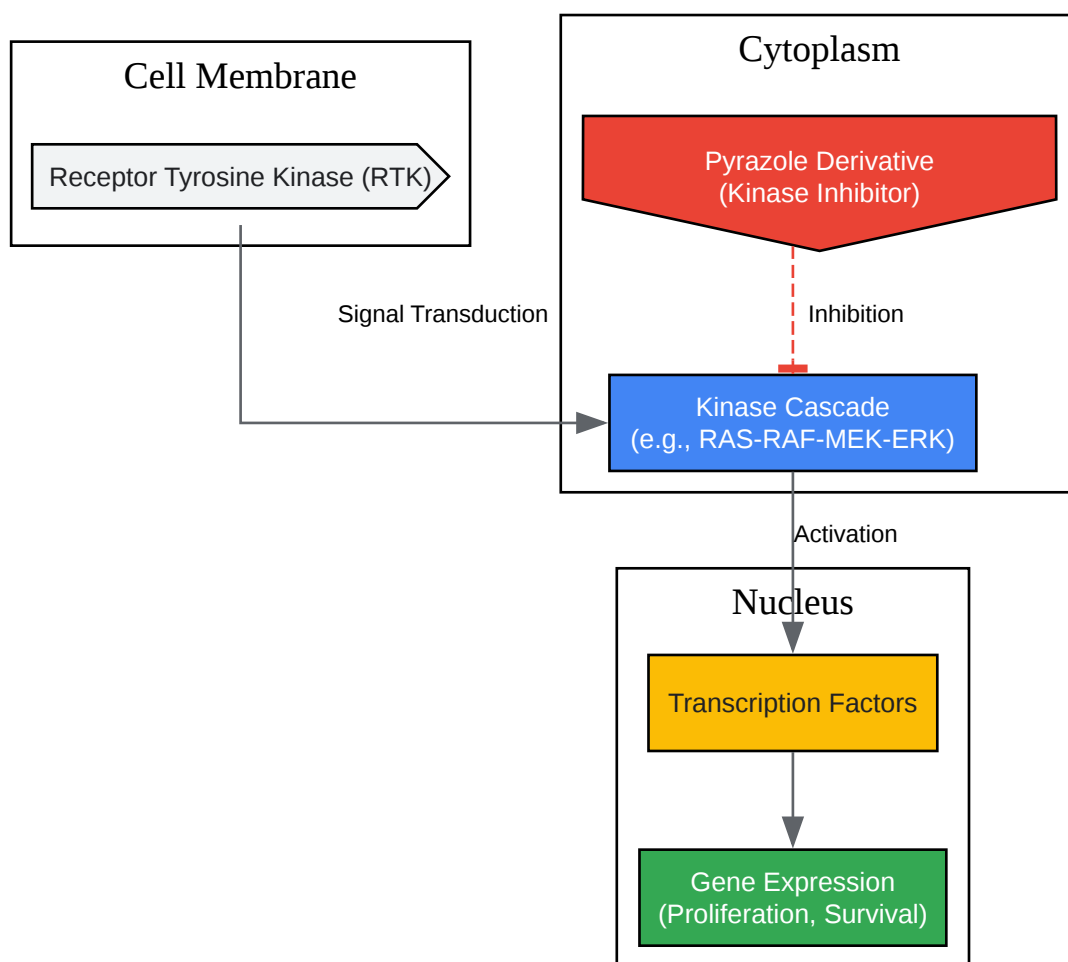 Cell Membrane
Receptor Tyrosine Kinase (RTK)
Cytoplasm
Pyrazole Derivative
(Kinase Inhibitor)
Signal Transduction
Inhibition
Kinase Cascade
(e.g., RAS-RAF-MEK-ERK)
Activation
Nucleus
Transcription Factors
Gene Expression
(Proliferation, Survival)